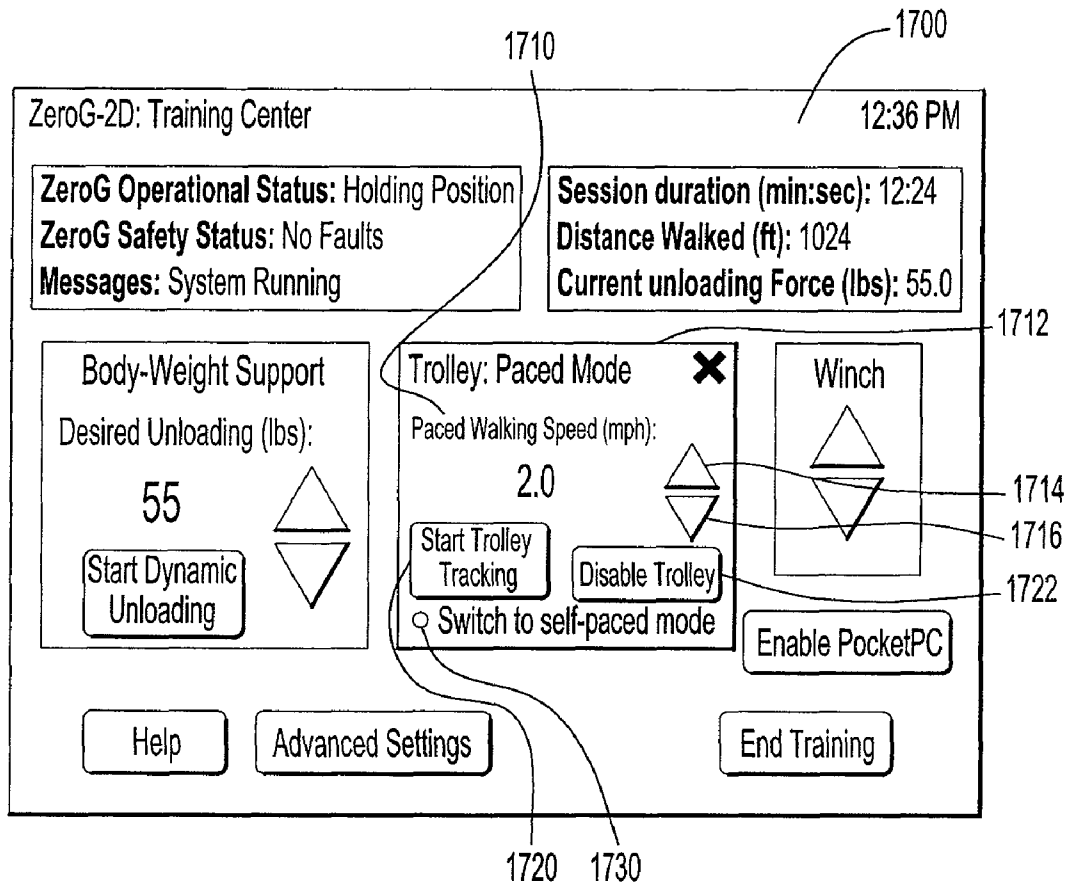 1710
1700
ZeroG-2D: Training Center
12:36 PM
ZeroG Operational Status: Holding Position
ZeroG Safety Status: No Faults
Messages: System Running
Session duration (min:sec): 12:24
Distance Walked (ft): 1024
Current unloading Force (lbs): 55.0
1712
Body-Weight Support
Desired Unloading (lbs):
55
Start Dynamic
Unloading
Trolley: Paced Mode
Paced Walking Speed (mph):
2.0
Start Trolley
Tracking
Disable Trolley
Switch to self-paced mode
Winch
1714
1716
1722
Enable PocketPC
Help
Advanced Settings
End Training
1720
1730